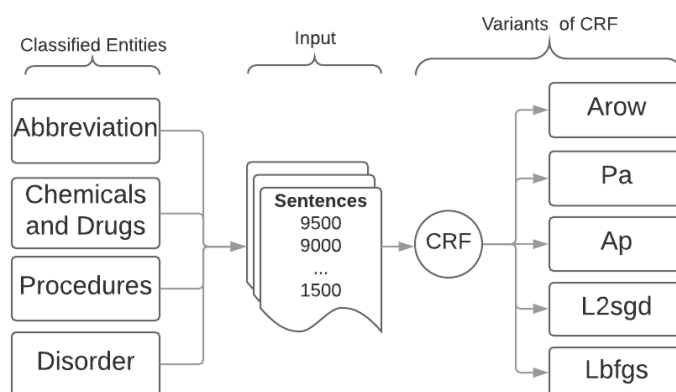 Classified Entities
Input
Variants of CRF
Abbreviation
Chemicals
and Drugs
Procedures
Disorder
Sentences
9500
9000
...
1500
CRF
Arow
Pa
Ap
L2sgd
Lbfgs